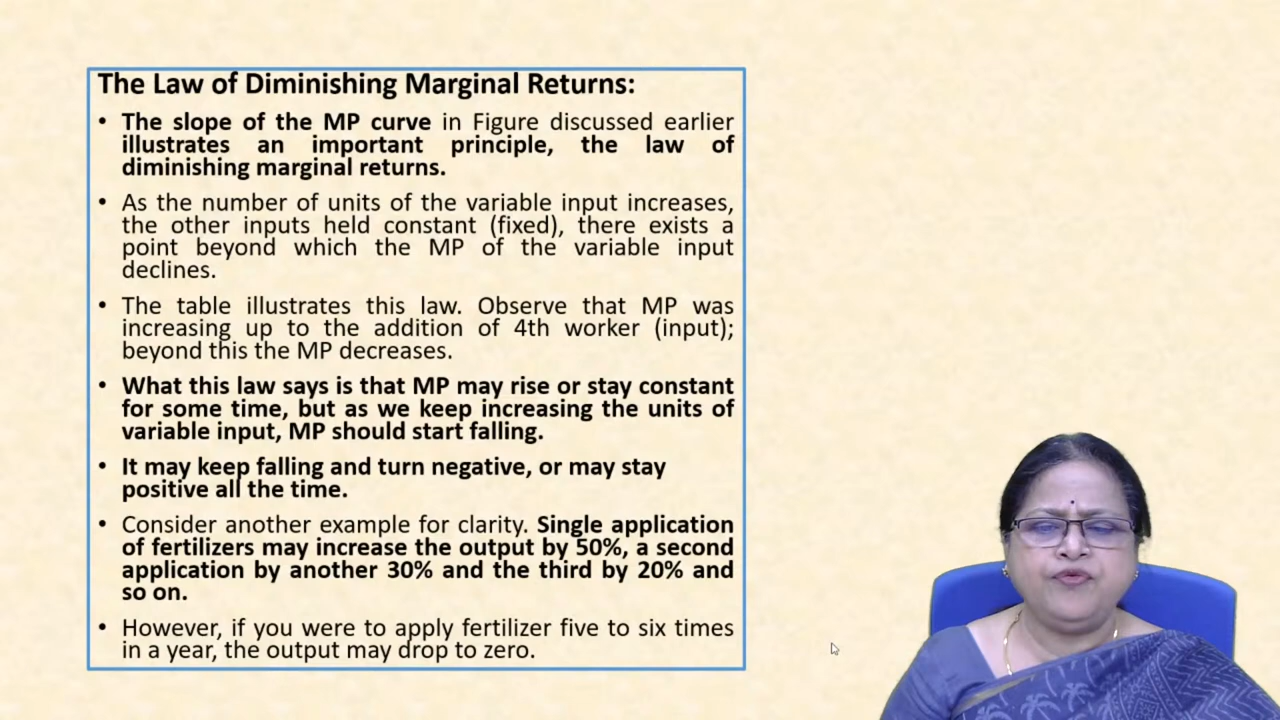 The Law of Diminishing Marginal Returns:
• The slope of the MP curve in Figure discussed earlier
illustrates an important principle, the law of
diminishing marginal returns.
• As the number of units of the variable input increases,
the other inputs held constant (fixed), there exists a
point beyond which the MP of the variable input
declines.
• The table illustrates this law. Observe that MP was
increasing up to the addition of 4th worker (input);
beyond this the MP decreases.
• What this law says is that MP may rise or stay constant
for some time, but as we keep increasing the units of
variable input, MP should start falling.
• It may keep falling and turn negative, or may stay
positive all the time.
• Consider another example for clarity. Single application
of fertilizers may increase the output by 50%, a second
application by another 30% and the third by 20% and
so on.
• However, if you were to apply fertilizer five to six times
in a year, the output may drop to zero.